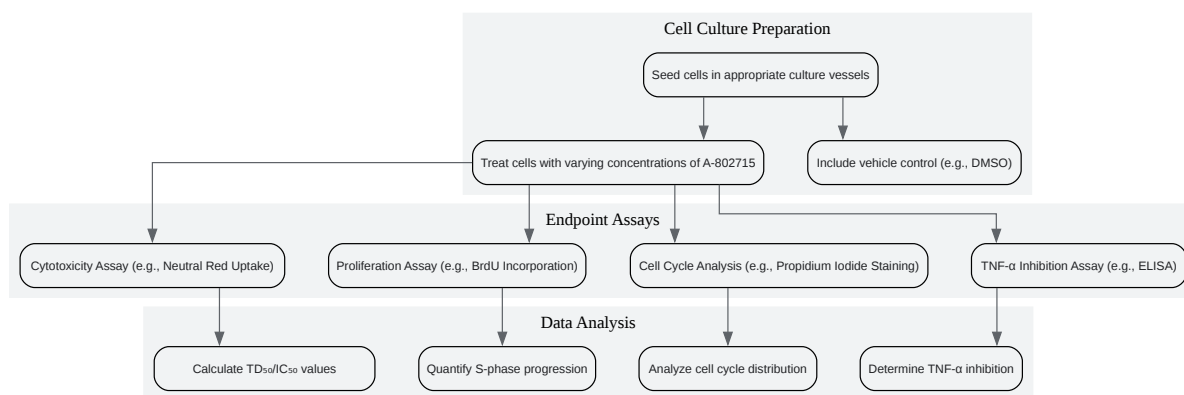 Cell Culture Preparation
Seed cells in appropriate culture vessels
Treat cells with varying concentrations of A-802715
Include vehicle control (e.g., DMSO)
Endpoint Assays
Cytotoxicity Assay (e.g., Neutral Red Uptake)
Proliferation Assay (e.g., BrdU Incorporation)
Cell Cycle Analysis (e.g., Propidium Iodide Staining)
TNF-α Inhibition Assay (e.g., ELISA)
Data Analysis
Calculate TD₅₀/IC₅₀ values
Quantify S-phase progression
Analyze cell cycle distribution
Determine TNF-α inhibition